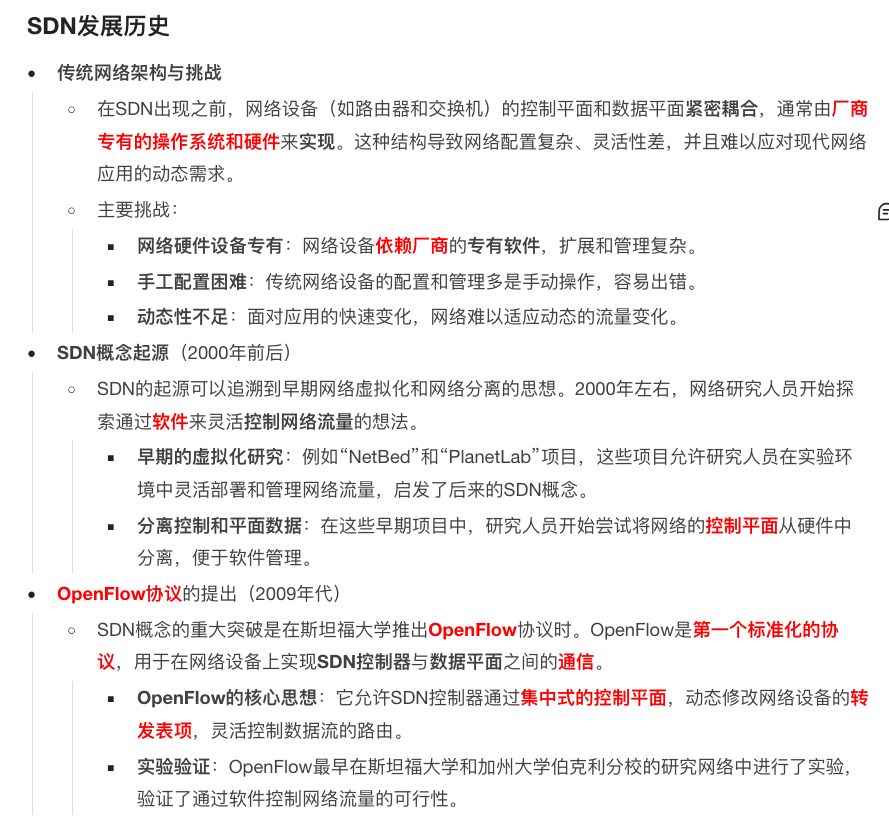 SDN发展历史
传统网络架构与挑战
在SDN出现之前，网络设备（如路由器和交换机）的控制平面和数据平面紧密耦合，通常由厂商
专有的操作系统和硬件来实现。这种结构导致网络配置复杂、灵活性差，并且难以应对现代网络
应用的动态需求。
主要挑战：
网络硬件设备专有：网络设备依赖厂商的专有软件，扩展和管理复杂。
手工配置困难：传统网络设备的配置和管理多是手动操作，容易出错。
动态性不足：面对应用的快速变化，网络难以适应动态的流量变化。
SDN概念起源（2000年前后）
SDN的起源可以追溯到早期网络虚拟化和网络分离的思想。2000年左右，网络研究人员开始探
索通过软件来灵活控制网络流量的想法。
早期的虚拟化研究：例如“NetBed”和“PlanetLab”项目，这些项目允许研究人员在实验环
境中灵活部署和管理网络流量，启发了后来的SDN概念。
分离控制和平面数据：在这些早期项目中，研究人员开始尝试将网络的控制平面从硬件中
分离，便于软件管理。
OpenFlow协议的提出（2009年代）
SDN概念的重大突破是在斯坦福大学推出OpenFlow协议时。OpenFlow是第一个标准化的协
议，用于在网络设备上实现SDN控制器与数据平面之间的通信。
OpenFlow的核心思想：它允许SDN控制器通过集中式的控制平面，动态修改网络设备的转
发表项，灵活控制数据流的路由。
实验验证：OpenFlow最早在斯坦福大学和加州大学伯克利分校的研究网络中进行了实验，
验证了通过软件控制网络流量的可行性。